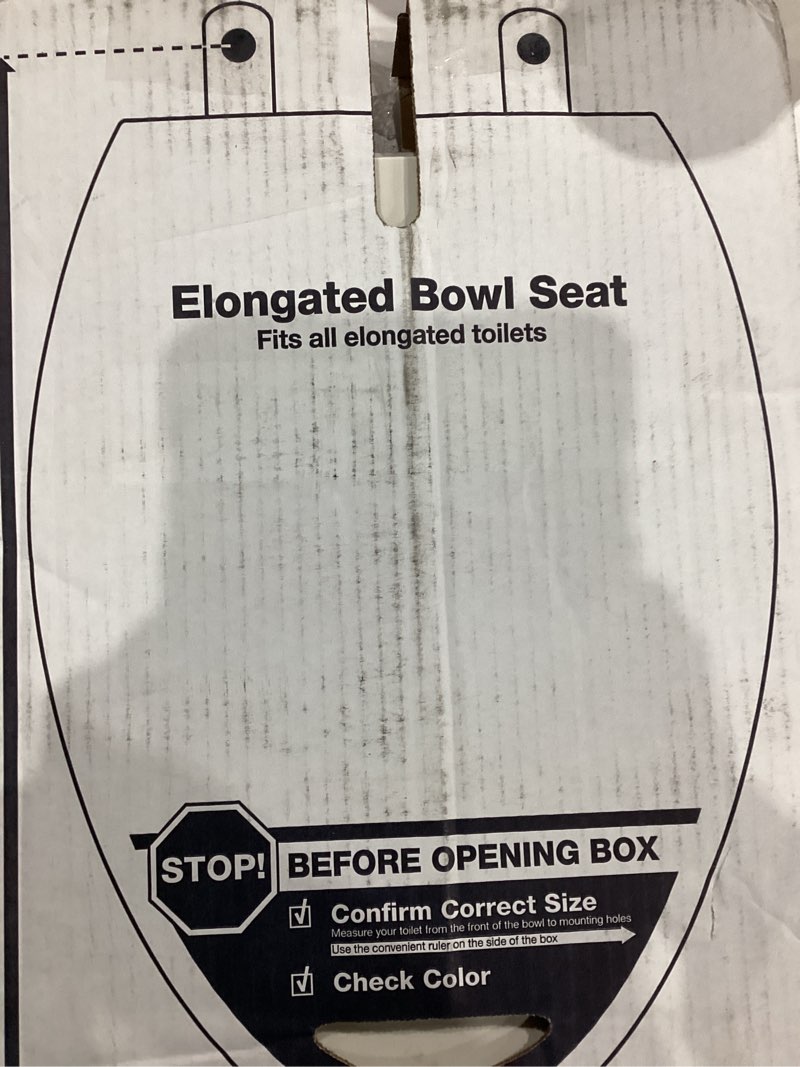 Elongated Bowl Seat
Fits all elongated toilets
STOP!
BEFORE OPENING BOX
Confirm Correct Size
Measure your toilet from the front of the bowl to mounting holes
Use the convenient ruler on the side of the box
Check Color